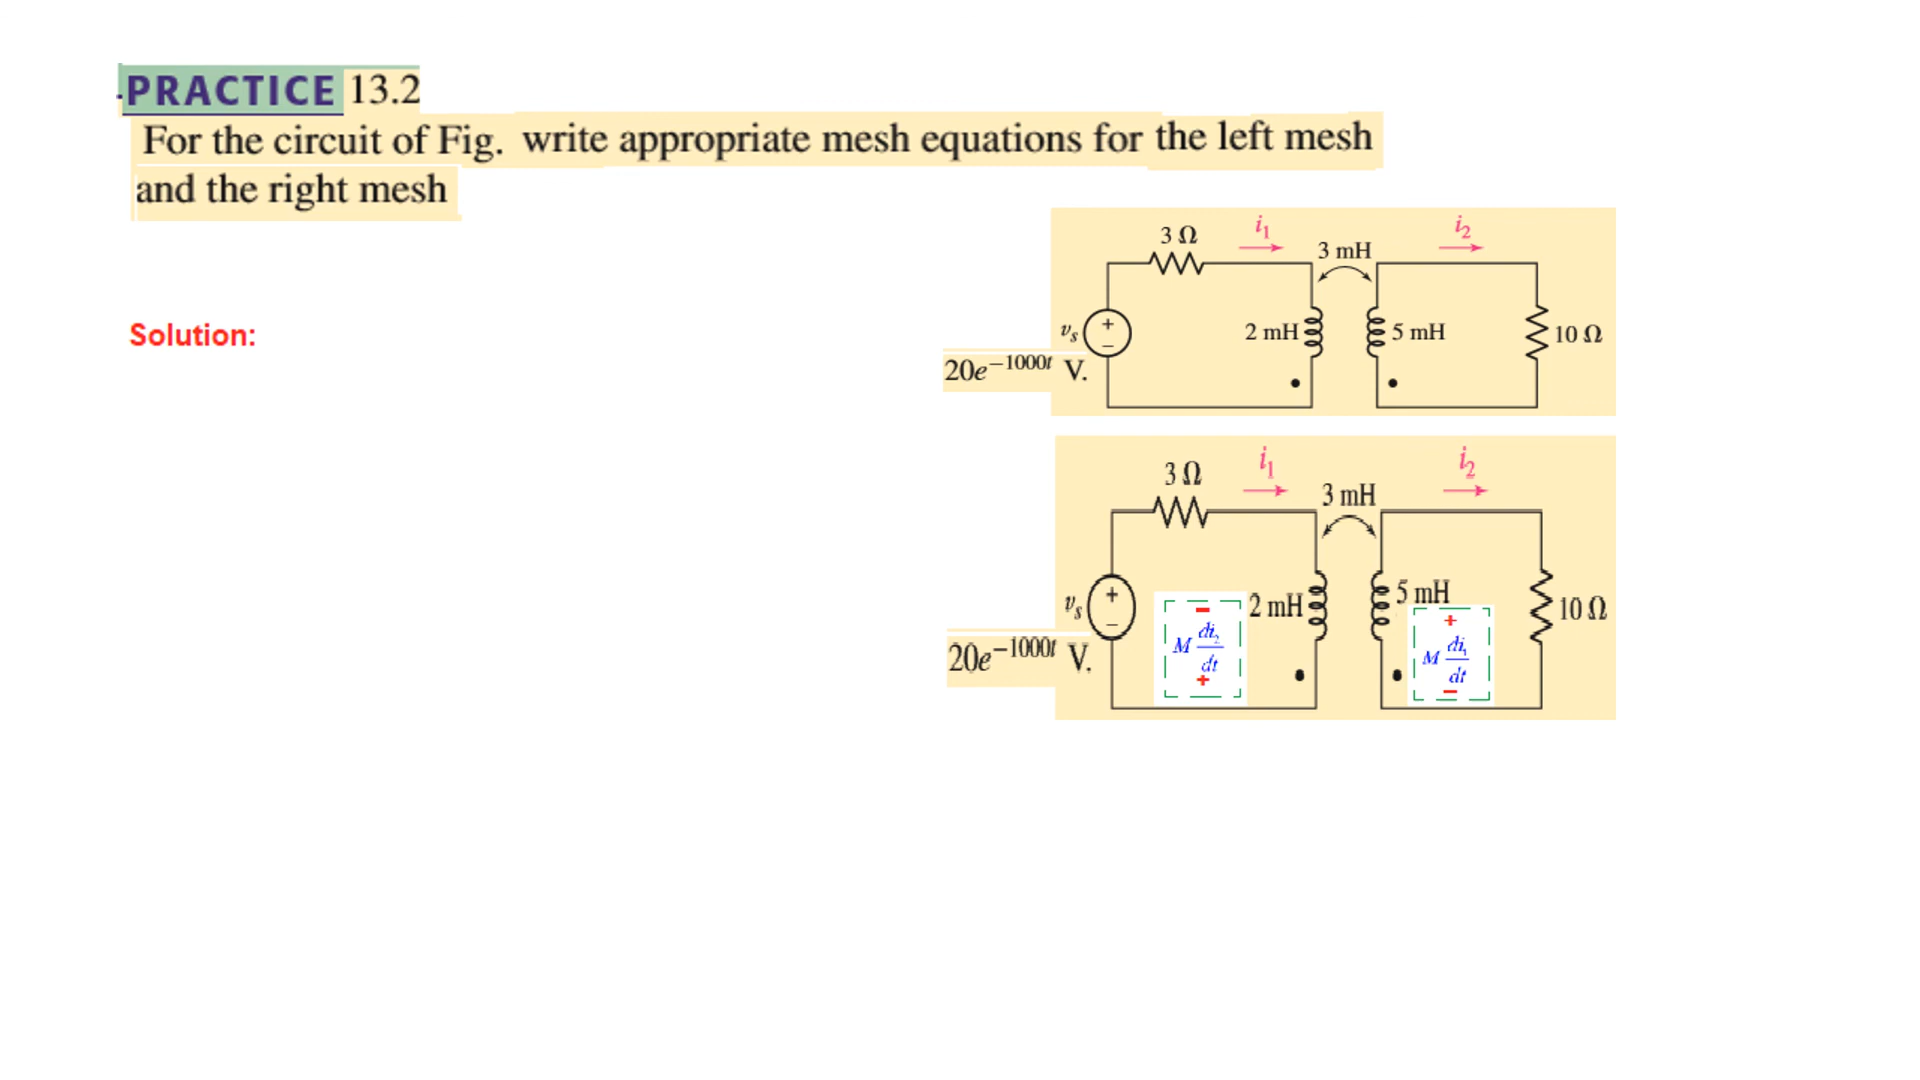 PRACTICE 13.2
For the circuit of Fig. write appropriate mesh equations for the left mesh
and the right mesh
Solution:
3 Ω
i₁
3 mH
i₂
vₛ
+
−
2 mH
5 mH
10 Ω
20e⁻¹⁰⁰⁰ᵗ V.
3 Ω
i₁
3 mH
i₂
vₛ
+
−
− M di₂/dt +
2 mH
5 mH
+ M di₁/dt −
10 Ω
20e⁻¹⁰⁰⁰ᵗ V.